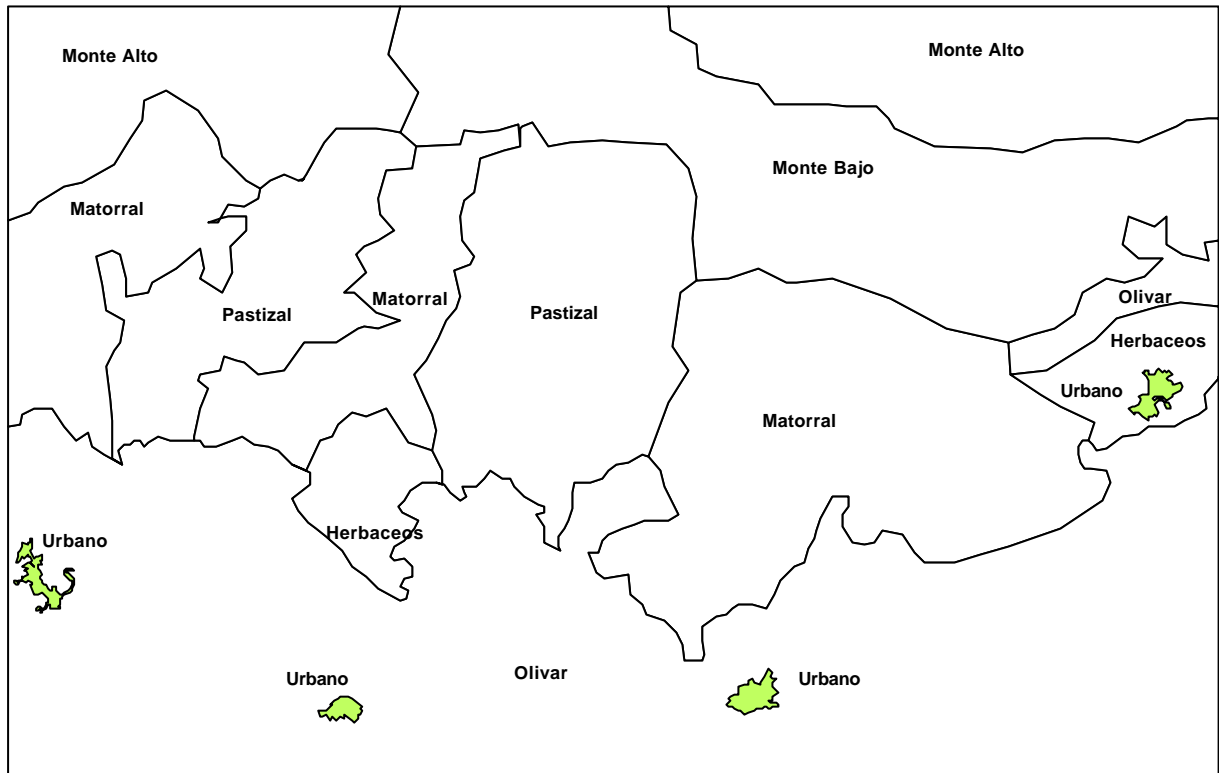 Monte Alto
Monte Alto
Monte Bajo
Matorral
Matorral
Olivar
Pastizal
Pastizal
Herbaceos
Urbano
Matorral
Herbaceos
Urbano
Olivar
Urbano
Urbano